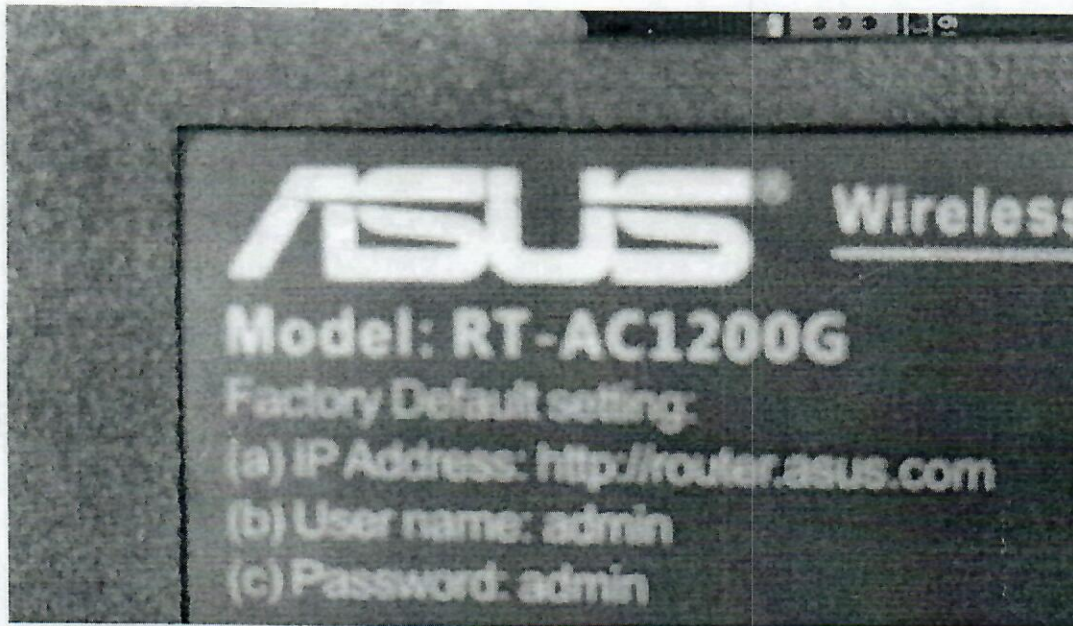 ASUS® Wireless
Model: RT-AC1200G
Factory Default setting:
(a) IP Address: http://router.asus.com
(b) User name: admin
(c) Password: admin